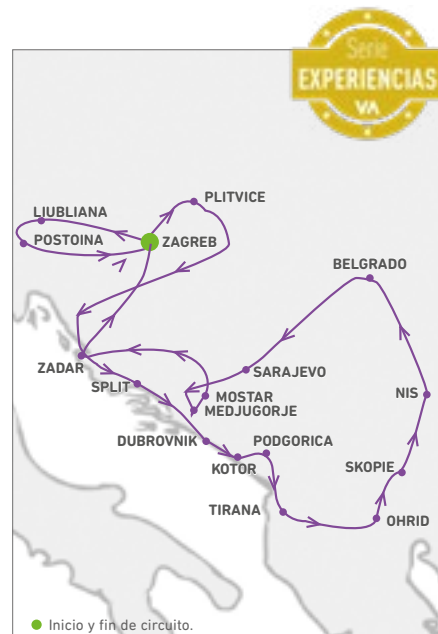 Serie
EXPERIENCIAS
VA
PLITVICE
LIUBLIANA
ZAGREB
POSTOINA
BELGRADO
ZADAR
SARAJEVO
SPLIT
MOSTAR
NIS
MEDJUGORJE
DUBROVNIK
PODGORICA
KOTOR
SKOPIE
TIRANA
OHRID
Inicio y fin de circuito.